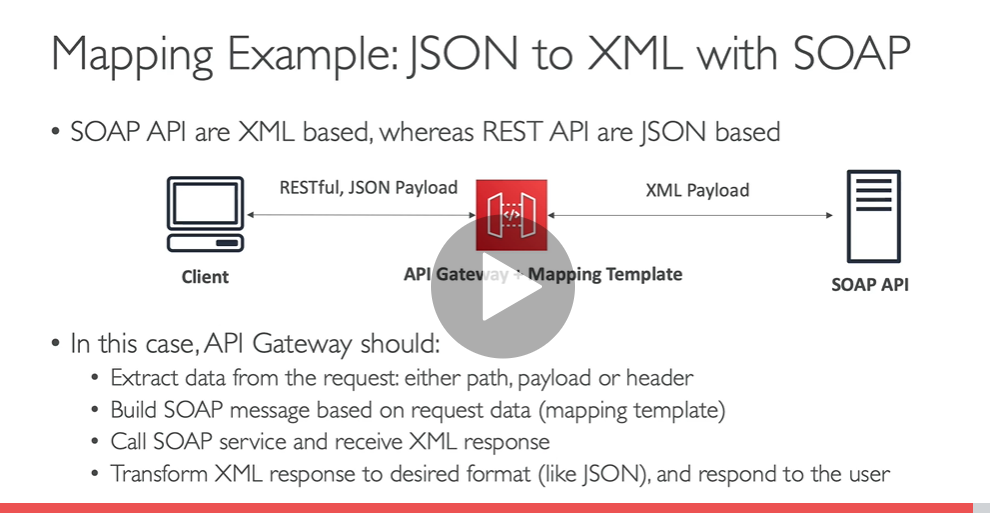 Mapping Example: JSON to XML with SOAP
• SOAP API are XML based, whereas REST API are JSON based
RESTful, JSON Payload
XML Payload
</>
Client
API Gateway + Mapping Template
SOAP API
• In this case, API Gateway should:
• Extract data from the request: either path, payload or header
• Build SOAP message based on request data (mapping template)
• Call SOAP service and receive XML response
• Transform XML response to desired format (like JSON), and respond to the user